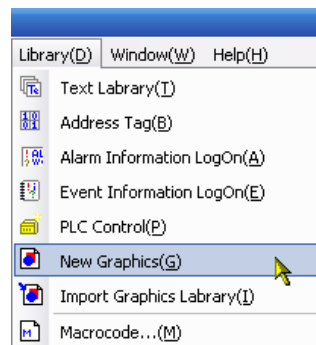 Library(D) Window(W) Help(H)
Text Labrary(T)
Address Tag(B)
Alarm Information LogOn(A)
Event Information LogOn(E)
PLC Control(P)
New Graphics(G)
Import Graphics Labrary(I)
Macrocode...(M)